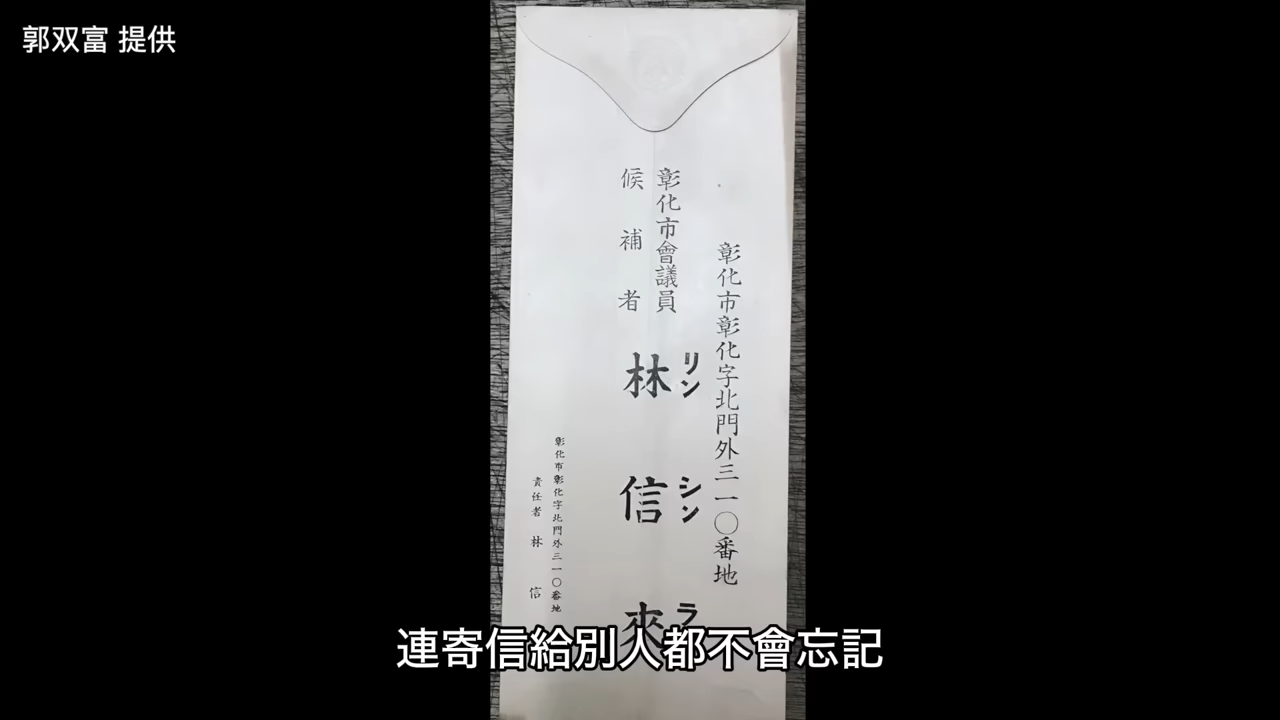 郭双富 提供
彰化市彰化字北門外三一〇番地
彰化市會議員
候補者
林信來
リンシンラ
彰化市彰化字北門外三一〇番地
責任者 林 信
連寄信給別人都不會忘記